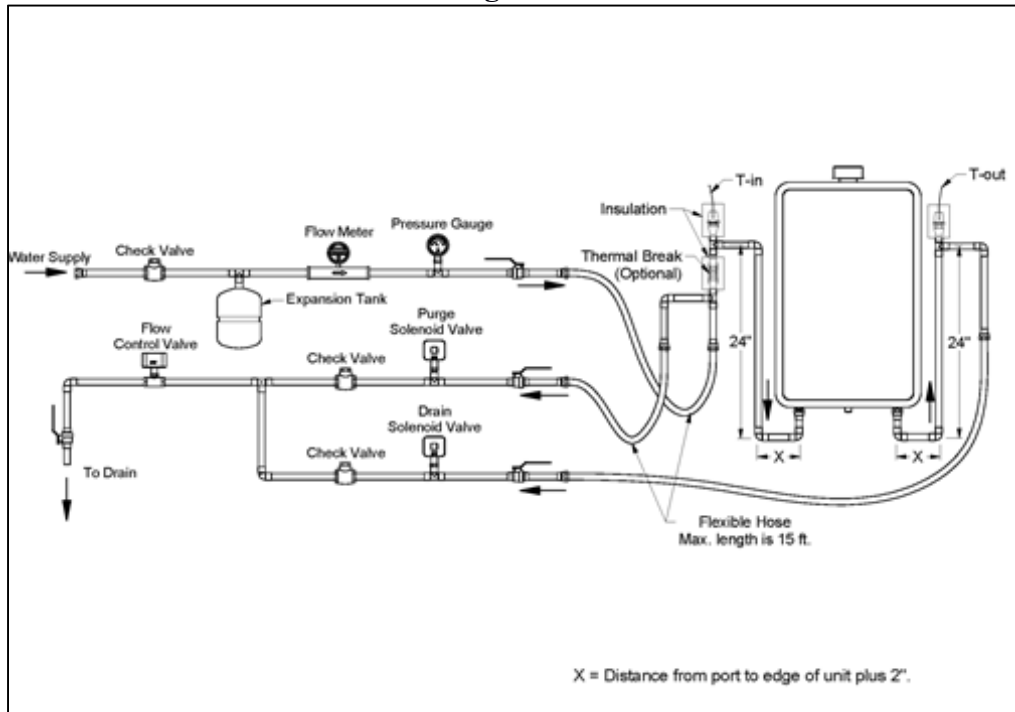 T-in
T-out
Insulation
Pressure Gauge
Flow Meter
Check Valve
Water Supply
Thermal Break
(Optional)
Expansion Tank
Purge
Solenoid Valve
Flow
Control Valve
Check Valve
24"
24"
Drain
Solenoid Valve
Check Valve
To Drain
X
X
Flexible Hose
Max. length is 15 ft.
X = Distance from port to edge of unit plus 2".